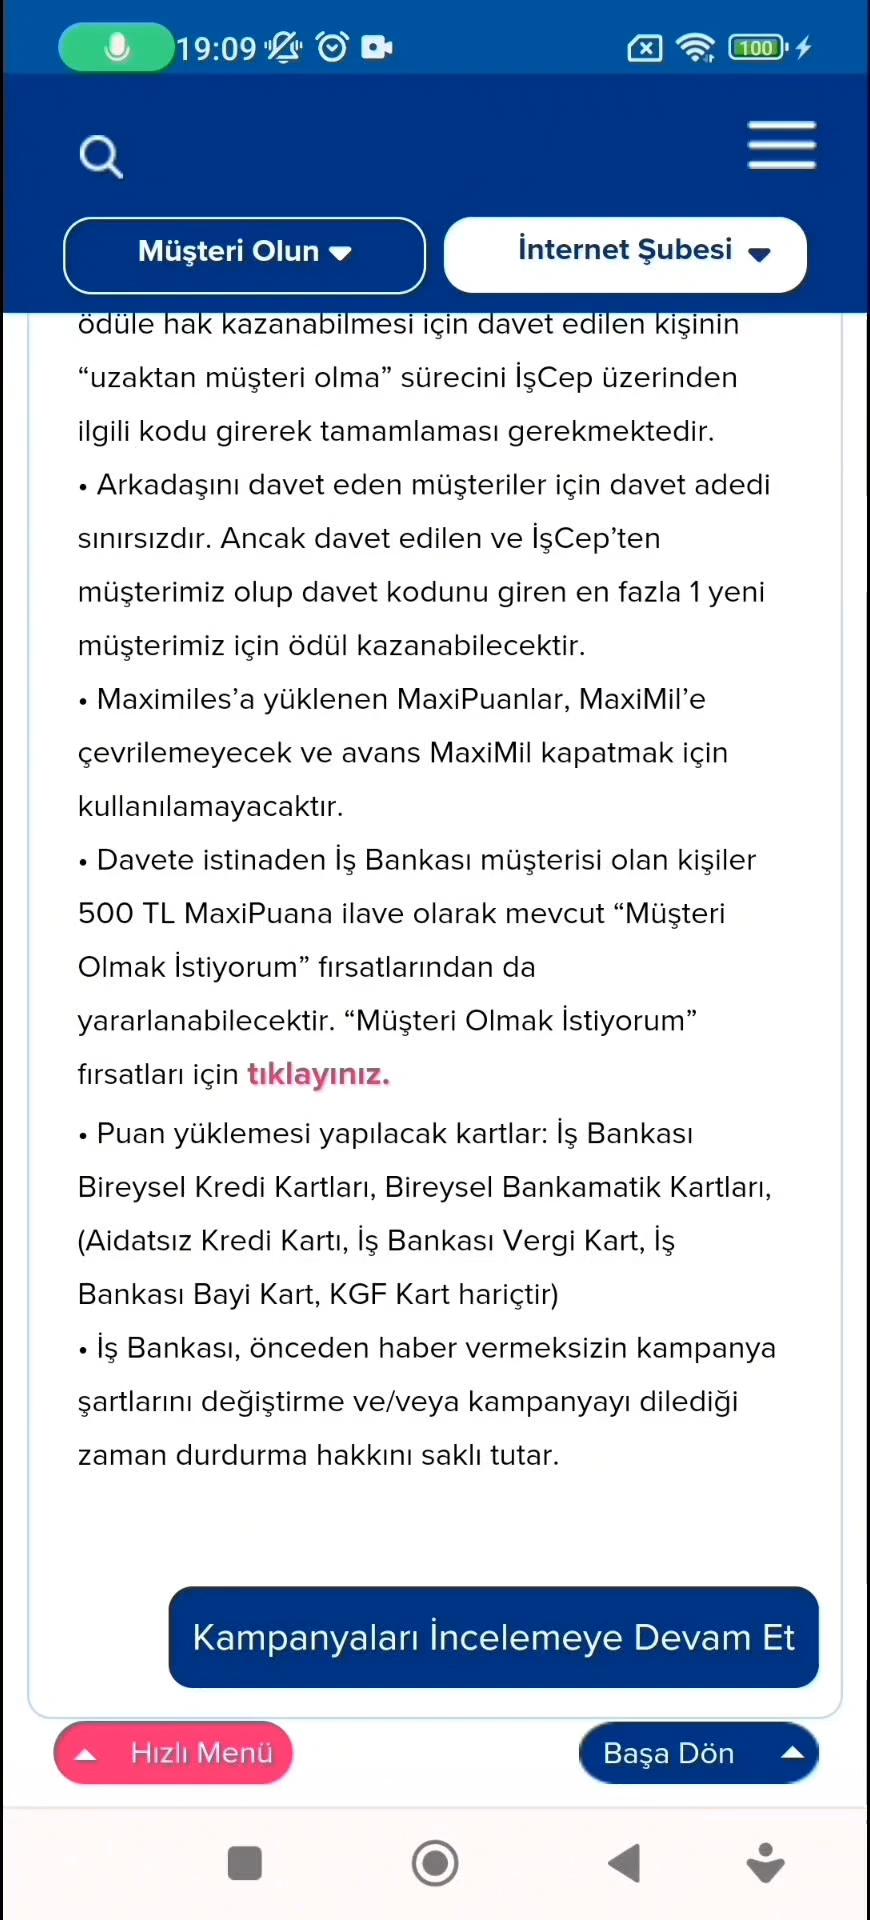 19:09
100
Müşteri Olun
İnternet Şubesi
ödüle hak kazanabilmesi için davet edilen kişinin
“uzaktan müşteri olma” sürecini İşCep üzerinden
ilgili kodu girerek tamamlaması gerekmektedir.
• Arkadaşını davet eden müşteriler için davet adedi
sınırsızdır. Ancak davet edilen ve İşCep’ten
müşterimiz olup davet kodunu giren en fazla 1 yeni
müşterimiz için ödül kazanabilecektir.
• Maximiles’a yüklenen MaxiPuanlar, MaxiMil’e
çevrilemeyecek ve avans MaxiMil kapatmak için
kullanılamayacaktır.
• Davete istinaden İş Bankası müşterisi olan kişiler
500 TL MaxiPuana ilave olarak mevcut “Müşteri
Olmak İstiyorum” fırsatlarından da
yararlanabilecektir. “Müşteri Olmak İstiyorum”
fırsatları için tıklayınız.
• Puan yüklemesi yapılacak kartlar: İş Bankası
Bireysel Kredi Kartları, Bireysel Bankamatik Kartları,
(Aidatsız Kredi Kartı, İş Bankası Vergi Kart, İş
Bankası Bayi Kart, KGF Kart hariçtir)
• İş Bankası, önceden haber vermeksizin kampanya
şartlarını değiştirme ve/veya kampanyayı dilediği
zaman durdurma hakkını saklı tutar.
Kampanyaları İncelemeye Devam Et
Hızlı Menü
Başa Dön